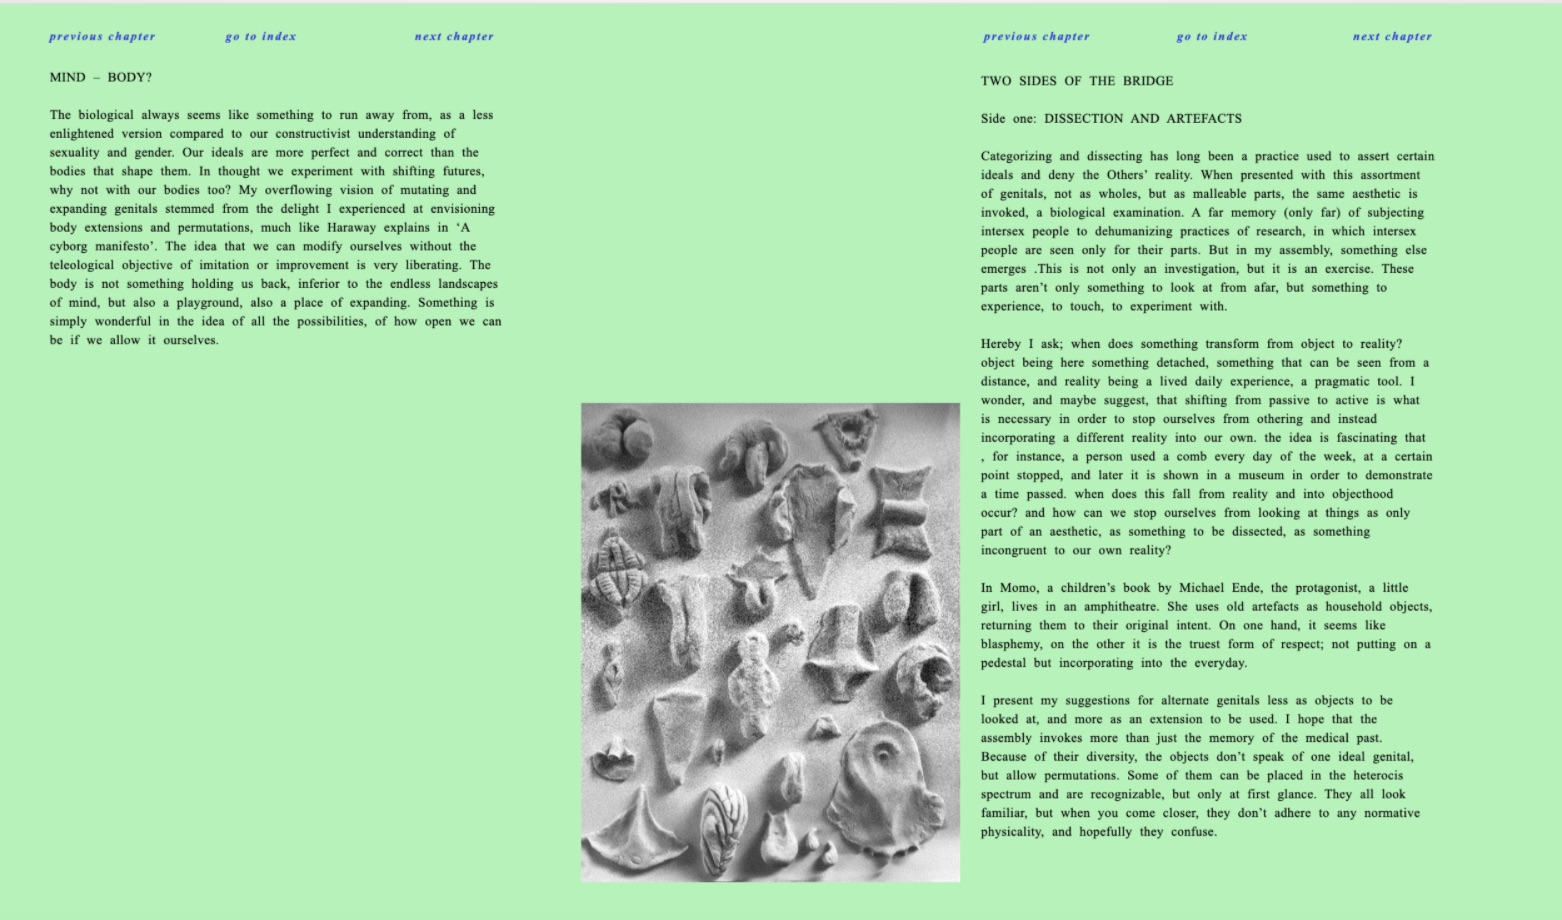 previous chapter go to index next chapter
MIND – BODY?
The biological always seems like something to run away from, as a less
enlightened version compared to our constructivist understanding of
sexuality and gender. Our ideals are more perfect and correct than the
bodies that shape them. In thought we experiment with shifting futures,
why not with our bodies too? My overflowing vision of mutating and
expanding genitals stemmed from the delight I experienced at envisioning
body extensions and permutations, much like Haraway explains in ‘A
cyborg manifesto’. The idea that we can modify ourselves without the
teleological objective of imitation or improvement is very liberating. The
body is not something holding us back, inferior to the endless landscapes
of mind, but also a playground, also a place of expanding. Something is
simply wonderful in the idea of all the possibilities, of how open we can
be if we allow it ourselves.
previous chapter go to index next chapter
TWO SIDES OF THE BRIDGE
Side one: DISSECTION AND ARTEFACTS
Categorizing and dissecting has long been a practice used to assert certain
ideals and deny the Others’ reality. When presented with this assortment
of genitals, not as wholes, but as malleable parts, the same aesthetic is
invoked, a biological examination. A far memory (only far) of subjecting
intersex people to dehumanizing practices of research, in which intersex
people are seen only for their parts. But in my assembly, something else
emerges .This is not only an investigation, but it is an exercise. These
parts aren’t only something to look at from afar, but something to
experience, to touch, to experiment with.
Hereby I ask; when does something transform from object to reality?
object being here something detached, something that can be seen from a
distance, and reality being a lived daily experience, a pragmatic tool. I
wonder, and maybe suggest, that shifting from passive to active is what
is necessary in order to stop ourselves from othering and instead
incorporating a different reality into our own. the idea is fascinating that
, for instance, a person used a comb every day of the week, at a certain
point stopped, and later it is shown in a museum in order to demonstrate
a time passed. when does this fall from reality and into objecthood
occur? and how can we stop ourselves from looking at things as only
part of an aesthetic, as something to be dissected, as something
incongruent to our own reality?
In Momo, a children’s book by Michael Ende, the protagonist, a little
girl, lives in an amphitheatre. She uses old artefacts as household objects,
returning them to their original intent. On one hand, it seems like
blasphemy, on the other it is the truest form of respect; not putting on a
pedestal but incorporating into the everyday.
I present my suggestions for alternate genitals less as objects to be
looked at, and more as an extension to be used. I hope that the
assembly invokes more than just the memory of the medical past.
Because of their diversity, the objects don’t speak of one ideal genital,
but allow permutations. Some of them can be placed in the heterocis
spectrum and are recognizable, but only at first glance. They all look
familiar, but when you come closer, they don’t adhere to any normative
physicality, and hopefully they confuse.